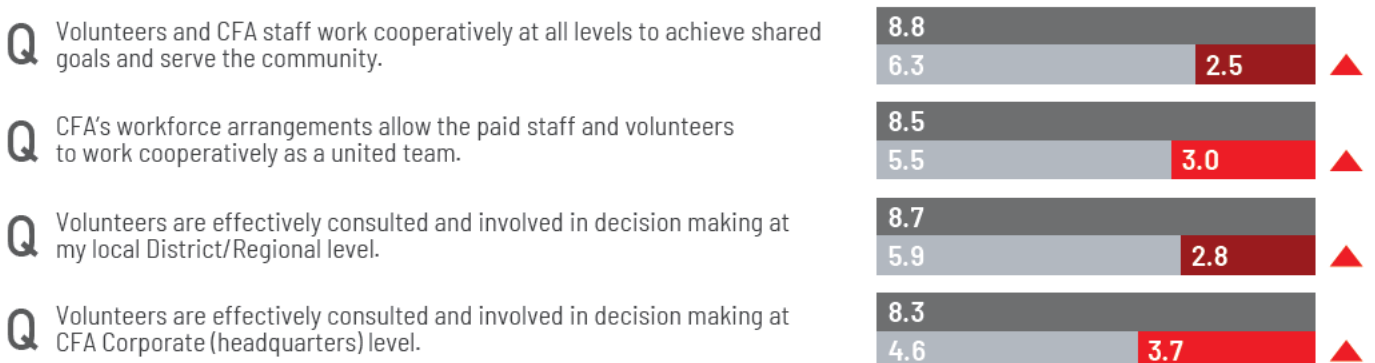 Q
Volunteers and CFA staff work cooperatively at all levels to achieve shared
goals and serve the community.
8.8
6.3 2.5
Q
CFA's workforce arrangements allow the paid staff and volunteers
to work cooperatively as a united team.
8.5
5.5 3.0
Q
Volunteers are effectively consulted and involved in decision making at
my local District/Regional level.
8.7
5.9 2.8
Q
Volunteers are effectively consulted and involved in decision making at
CFA Corporate (headquarters) level.
8.3
4.6 3.7